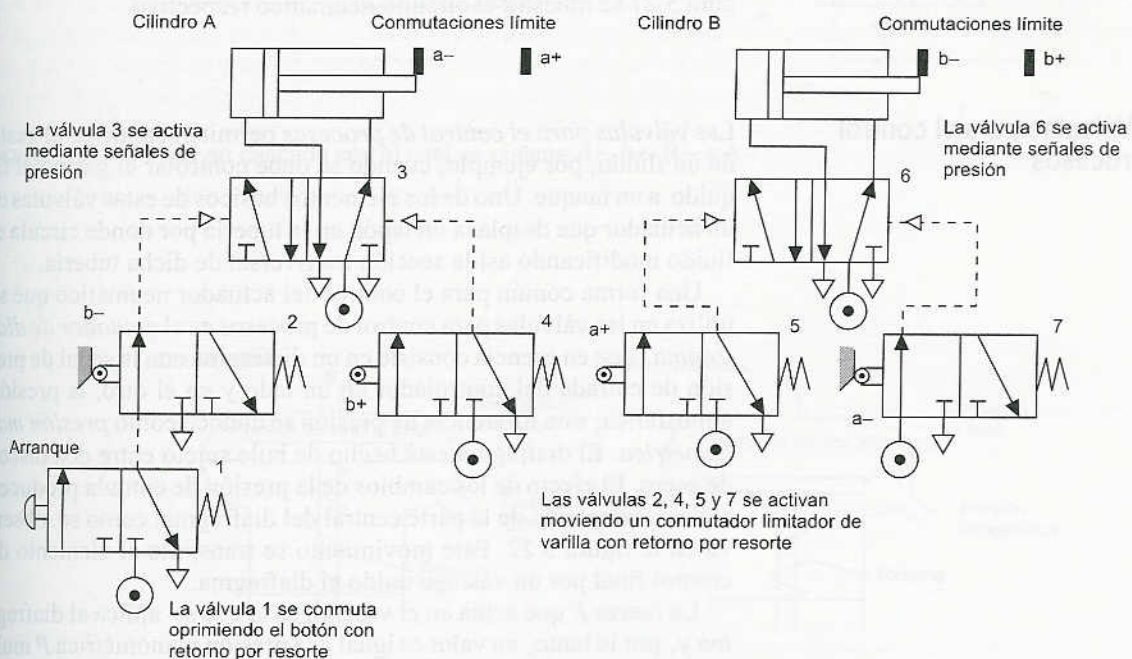 Cilindro A
Conmutaciones límite
Cilindro B
Conmutaciones límite
a–
a+
b–
b+
La válvula 3 se activa
mediante señales de
presión
3
6
La válvula 6 se activa
mediante señales de
presión
b–
2
4
a+
5
7
b+
a–
Arranque
1
Las válvulas 2, 4, 5 y 7 se activan
moviendo un conmutador limitador de
varilla con retorno por resorte
La válvula 1 se conmuta
oprimiendo el botón con
retorno por resorte